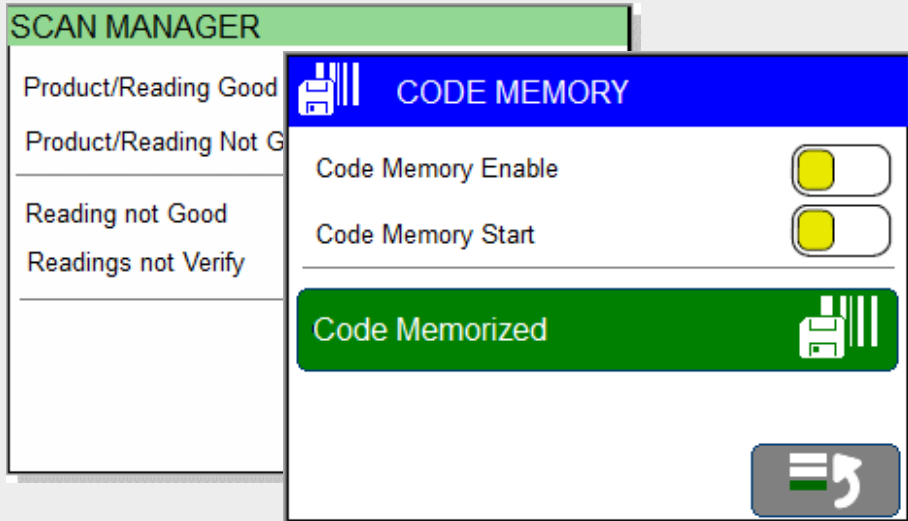 SCAN MANAGER
Product/Reading Good
Product/Reading Not G
Reading not Good
Readings not Verify
CODE MEMORY
Code Memory Enable
Code Memory Start
Code Memorized